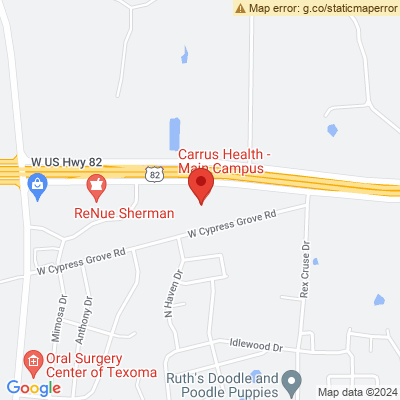 Map error: g.co/staticmaperror
W US Hwy 82
82
Carrus Health -
Main Campus
ReNue Sherman
W Cypress Grove Rd
W Cypress Grove Rd
Rex Cruse Dr
N Haven Dr
Mimosa Dr
Anthony Dr
Idlewood Dr
Oral Surgery
Center of Texoma
Ruth's Doodle and
Poodle Puppies
Google
Map data ©2024